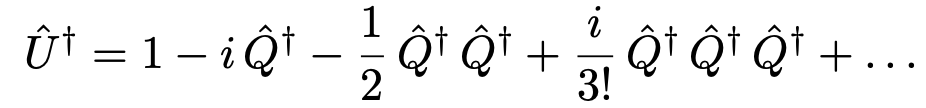 Û† = 1 − i Q̂† − 1/2 Q̂† Q̂† + i/3! Q̂† Q̂† Q̂† + ...